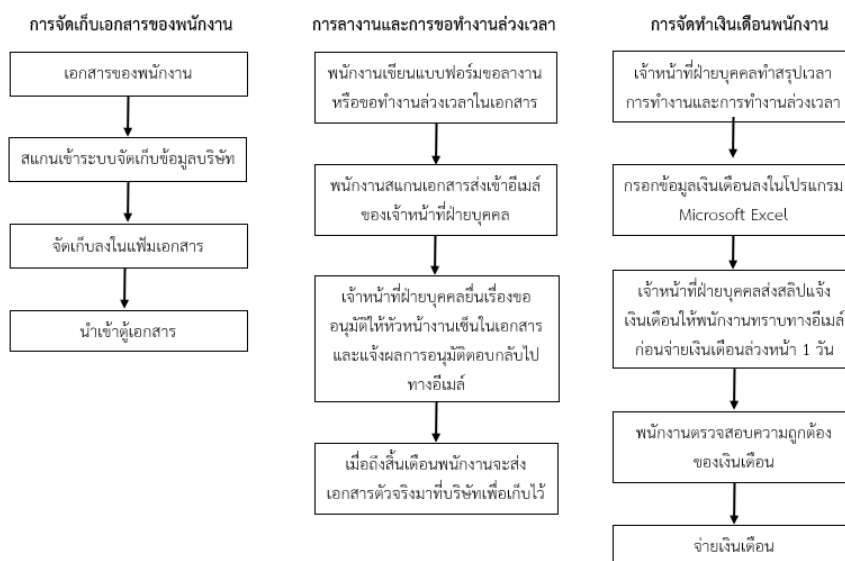 การจัดเก็บเอกสารของพนักงาน
เอกสารของพนักงาน
สแกนเข้าระบบจัดเก็บข้อมูลบริษัท
จัดเก็บลงในแฟ้มเอกสาร
นำเข้าตู้เอกสาร
การลางานและการขอทำงานล่วงเวลา
พนักงานเขียนแบบฟอร์มขอลางาน
หรือขอทำงานล่วงเวลาในเอกสาร
พนักงานสแกนเอกสารส่งเข้าอีเมล์
ของเจ้าหน้าที่ฝ่ายบุคคล
เจ้าหน้าที่ฝ่ายบุคคลยื่นเรื่องขอ
อนุมัติให้หัวหน้างานเซ็นในเอกสาร
และแจ้งผลการอนุมัติตอบกลับไป
ทางอีเมล์
เมื่อถึงสิ้นเดือนพนักงานจะส่ง
เอกสารตัวจริงมาที่บริษัทเพื่อเก็บไว้
การจัดทำเงินเดือนพนักงาน
เจ้าหน้าที่ฝ่ายบุคคลทำสรุปเวลา
การทำงานและการทำงานล่วงเวลา
กรอกข้อมูลเงินเดือนลงในโปรแกรม
Microsoft Excel
เจ้าหน้าที่ฝ่ายบุคคลส่งสลิปแจ้ง
เงินเดือนให้พนักงานทราบทางอีเมล์
ก่อนจ่ายเงินเดือนล่วงหน้า 1 วัน
พนักงานตรวจสอบความถูกต้อง
ของเงินเดือน
จ่ายเงินเดือน